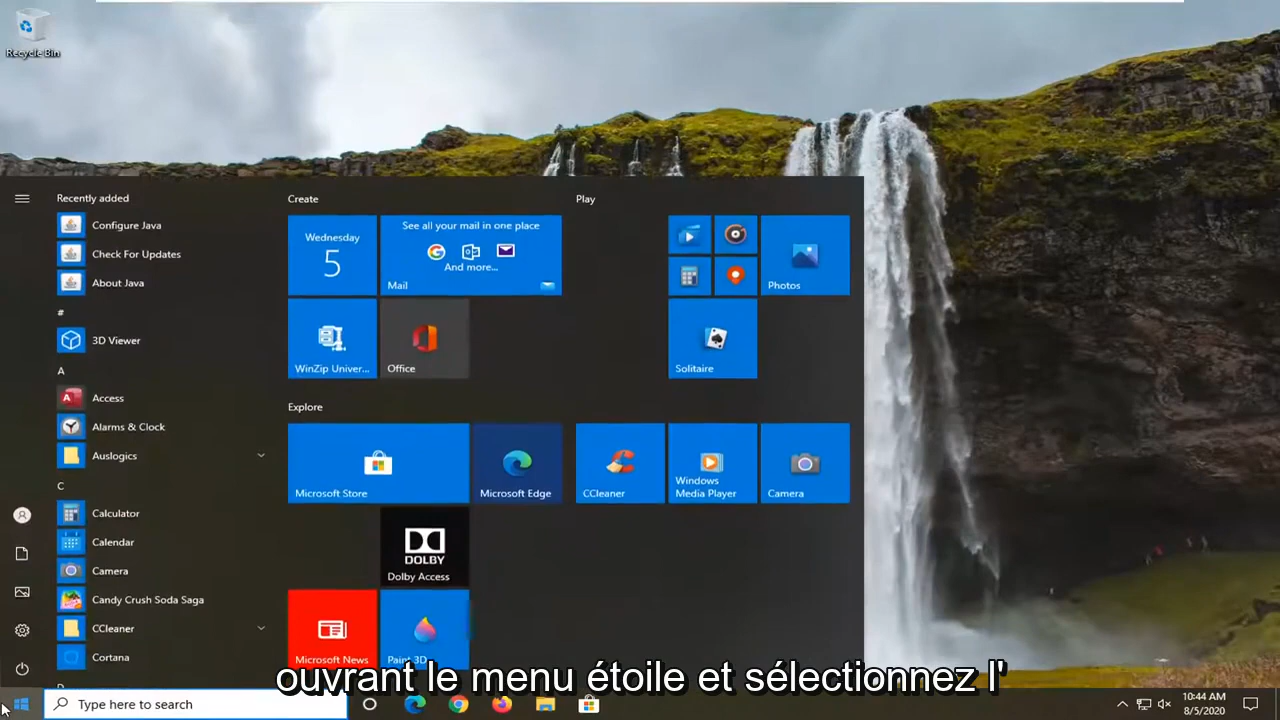 Recycle Bin
Recently added
Configure Java
Check For Updates
About Java
#
3D Viewer
A
Access
Alarms & Clock
Auslogics
C
Calculator
Calendar
Camera
Candy Crush Soda Saga
CCleaner
Cortana
Create
Wednesday
5
See all your mail in one place
And more...
Mail
WinZip Univer...
Office
Explore
Microsoft Store
Microsoft Edge
DOLBY
Dolby Access
Microsoft News
Paint 3D
Play
Photos
Solitaire
CCleaner
Windows
Media Player
Camera
ouvrant le menu étoile et sélectionnez l'
Type here to search
10:44 AM
8/5/2020